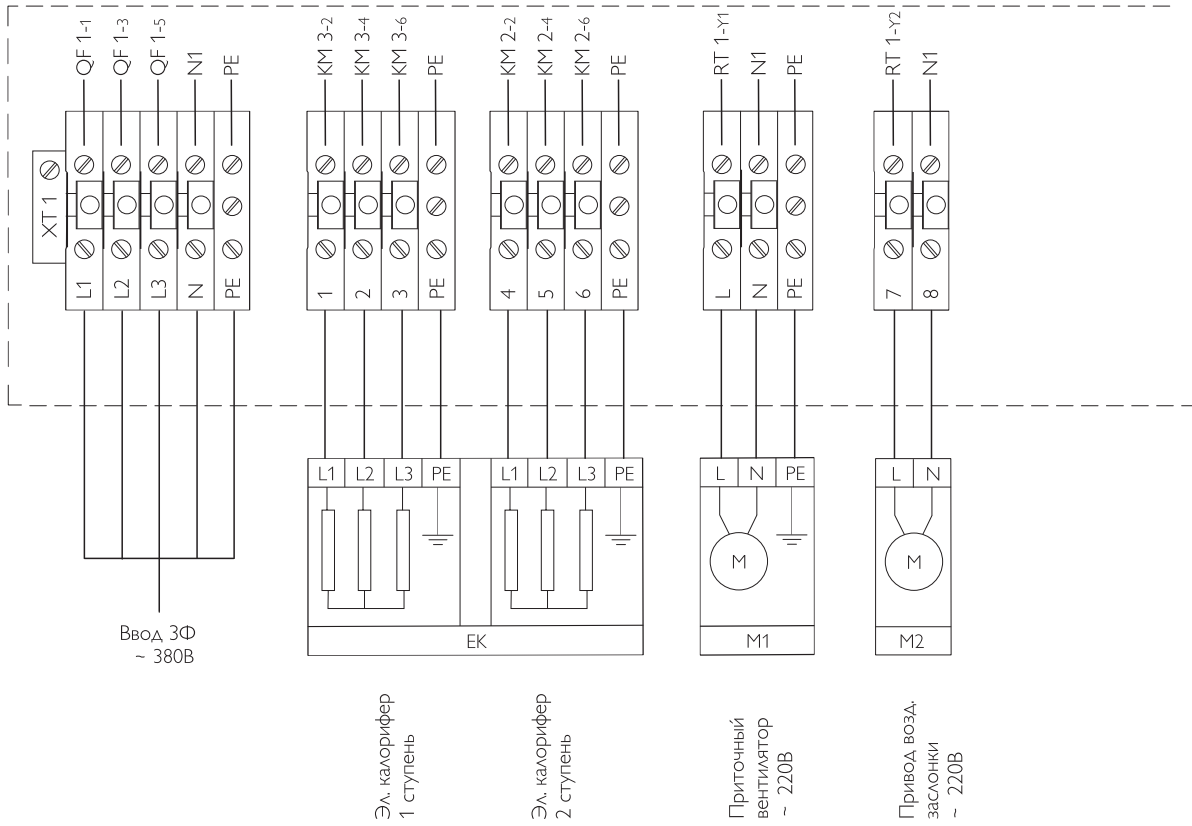 QF 1-1
QF 1-3
QF 1-5
N1
PE
KM 3-2
KM 3-4
KM 3-6
PE
KM 2-2
KM 2-4
KM 2-6
PE
RT 1-Y1
N1
PE
RT 1-Y2
N1
XT 1
L1
L2
L3
N
PE
1
2
3
PE
4
5
6
PE
L
N
PE
7
8
L1
L2
L3
PE
L1
L2
L3
PE
L
N
PE
L
N
M
M
Ввод 3Ф
~ 380В
EK
M1
M2
Эл. калорифер
1 ступень
Эл. калорифер
2 ступень
Приточный
вентилятор
~ 220В
Привод возд.
заслонки
~ 220В